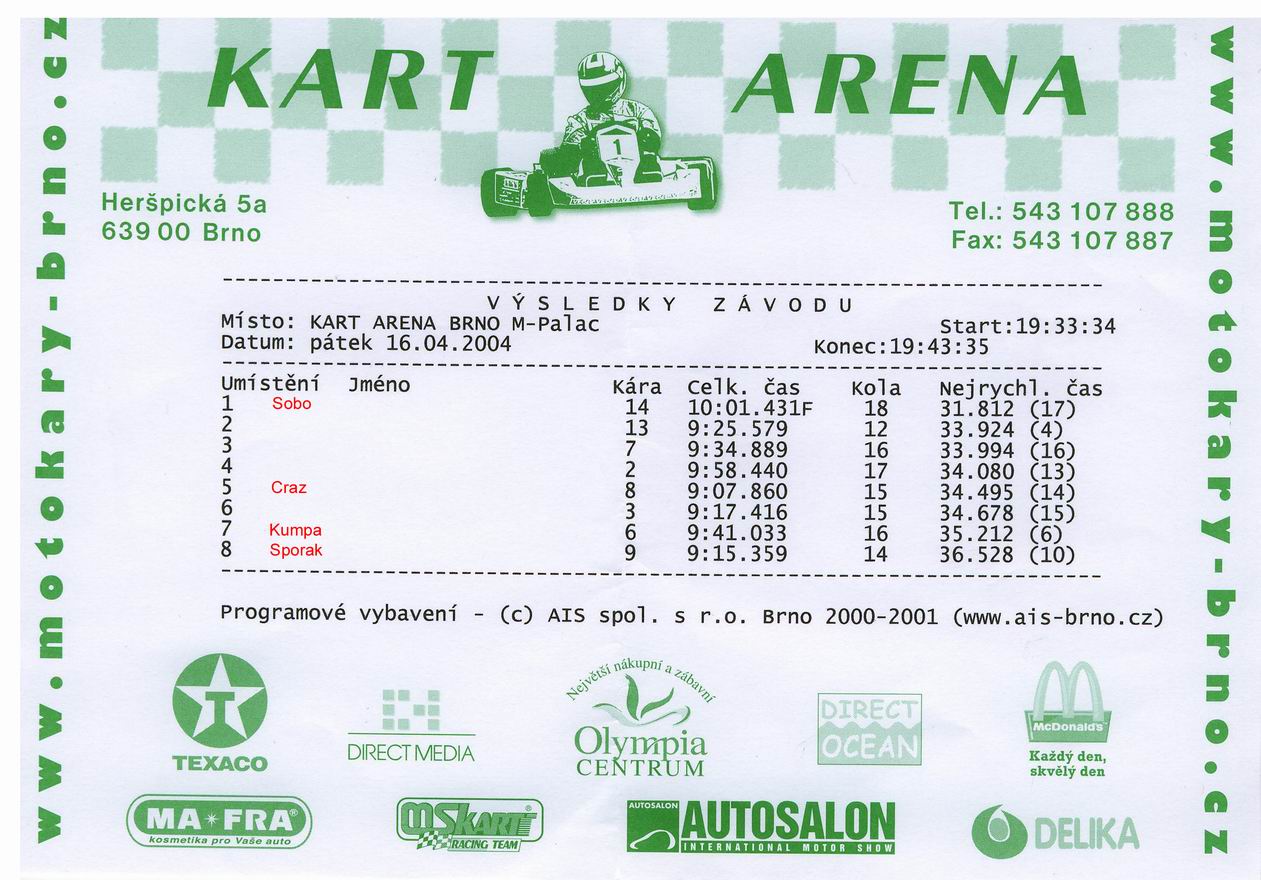 KART ARENA
1
www.motokary-brno.cz
www.motokary-brno.cz
Heršpická 5a
639 00 Brno
Tel.: 543 107 888
Fax: 543 107 887
VÝSLEDKY ZÁVODU
Místo: KART ARENA BRNO M-Palac Start:19:33:34
Datum: pátek 16.04.2004 Konec:19:43:35
Umístění Jméno Kára Celk. čas Kola Nejrychl. čas
1 Sobo 14 10:01.431F 18 31.812 (17)
2 13 9:25.579 12 33.924 (4)
3 7 9:34.889 16 33.994 (16)
4 2 9:58.440 17 34.080 (13)
5 Craz 8 9:07.860 15 34.495 (14)
6 3 9:17.416 15 34.678 (15)
7 Kumpa 6 9:41.033 16 35.212 (6)
8 Sporak 9 9:15.359 14 36.528 (10)
Programové vybavení - (c) AIS spol. s r.o. Brno 2000-2001 (www.ais-brno.cz)
T
TEXACO
DIRECT MEDIA
Největší nákupní a zábavní
Olympia
CENTRUM
DIRECT
OCEAN
McDonald's
Každý den,
skvělý den
MA*FRA®
kosmetika pro Vaše auto
MS KART®
RACING TEAM
AUTOSALON
AUTOSALON
INTERNATIONAL MOTOR SHOW
DELIKA